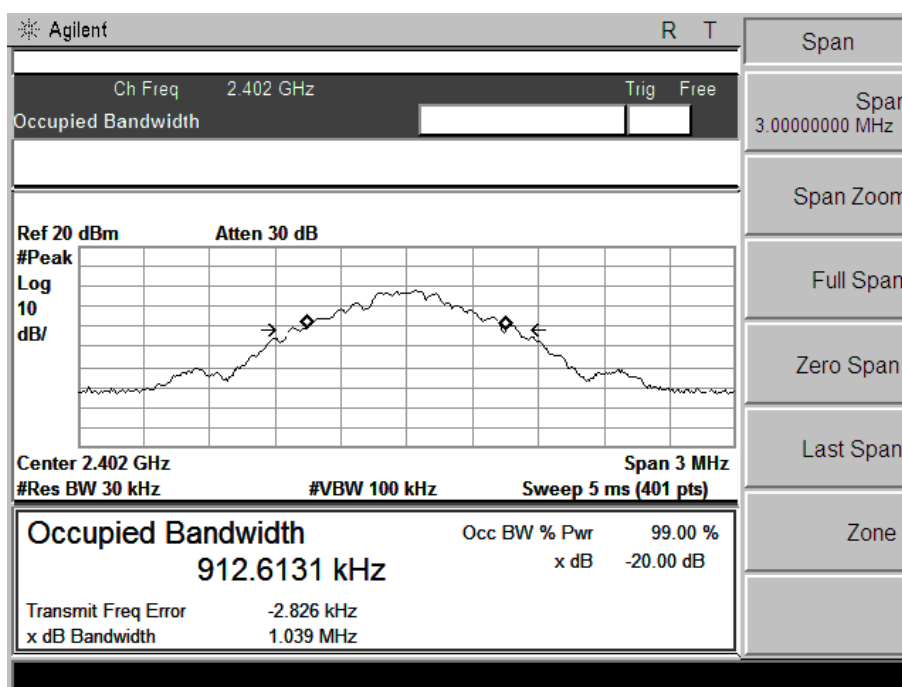 Agilent R T
Ch Freq 2.402 GHz Trig Free
Occupied Bandwidth
Ref 20 dBm Atten 30 dB
#Peak
Log
10
dB/
Center 2.402 GHz Span 3 MHz
#Res BW 30 kHz #VBW 100 kHz Sweep 5 ms (401 pts)
Occupied Bandwidth
912.6131 kHz
Occ BW % Pwr 99.00 %
x dB -20.00 dB
Transmit Freq Error -2.826 kHz
x dB Bandwidth 1.039 MHz
Span
Span
3.00000000 MHz
Span Zoom
Full Span
Zero Span
Last Span
Zone